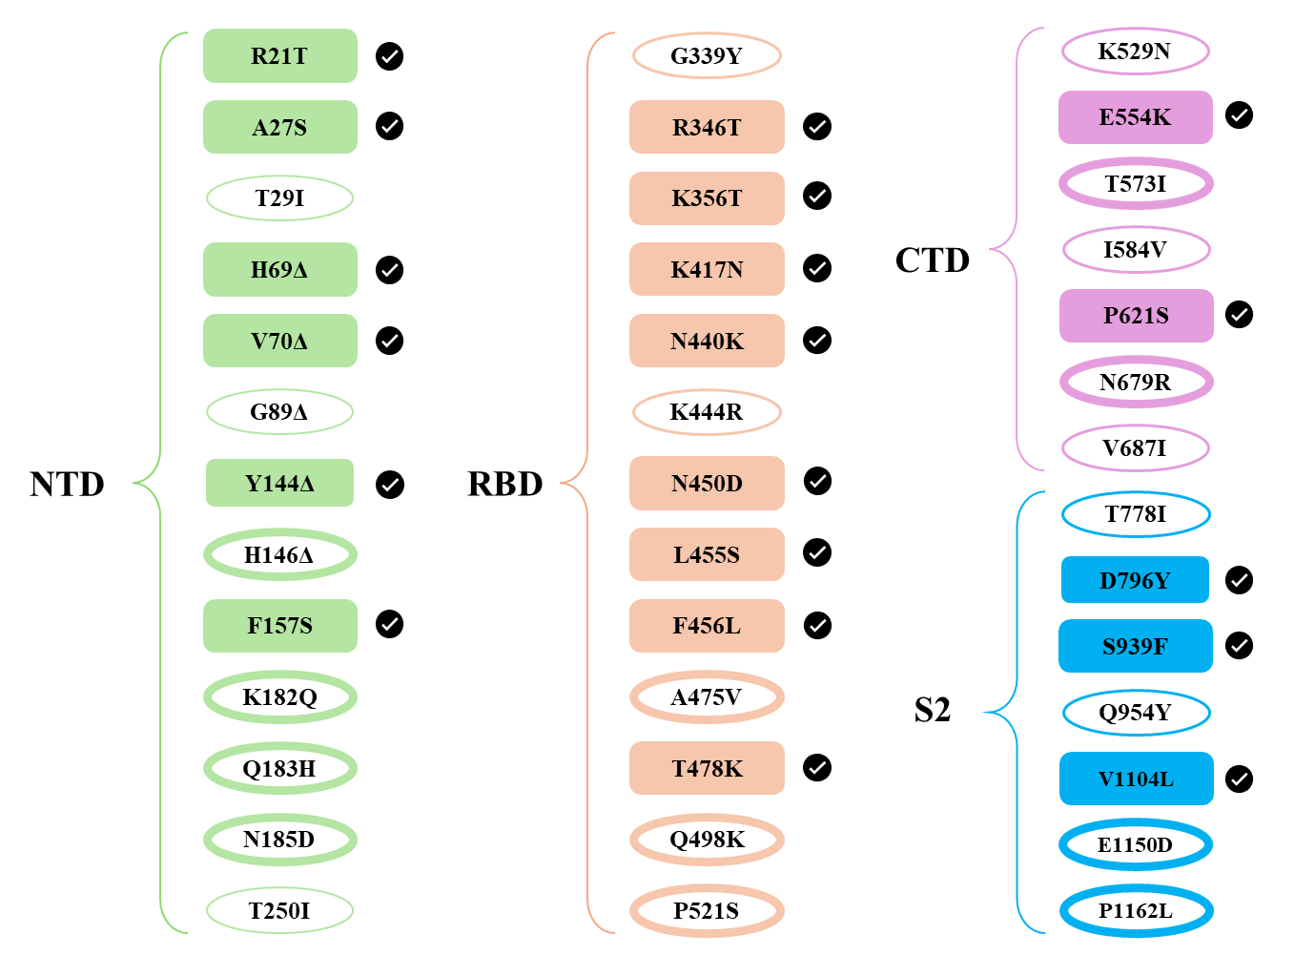 NTD
R21T
A27S
T29I
H69Δ
V70Δ
G89Δ
Y144Δ
H146Δ
F157S
K182Q
Q183H
N185D
T250I
RBD
G339Y
R346T
K356T
K417N
N440K
K444R
N450D
L455S
F456L
A475V
T478K
Q498K
P521S
CTD
K529N
E554K
T573I
I584V
P621S
N679R
V687I
S2
T778I
D796Y
S939F
Q954Y
V1104L
E1150D
P1162L